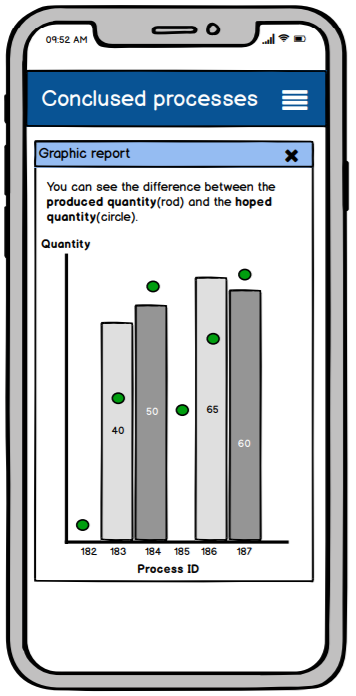 09:52 AM
Conclused processes
Graphic report
You can see the difference between the
produced quantity(rod) and the hoped
quantity(circle).
Quantity
40
50
65
60
182 183 184 185 186 187
Process ID